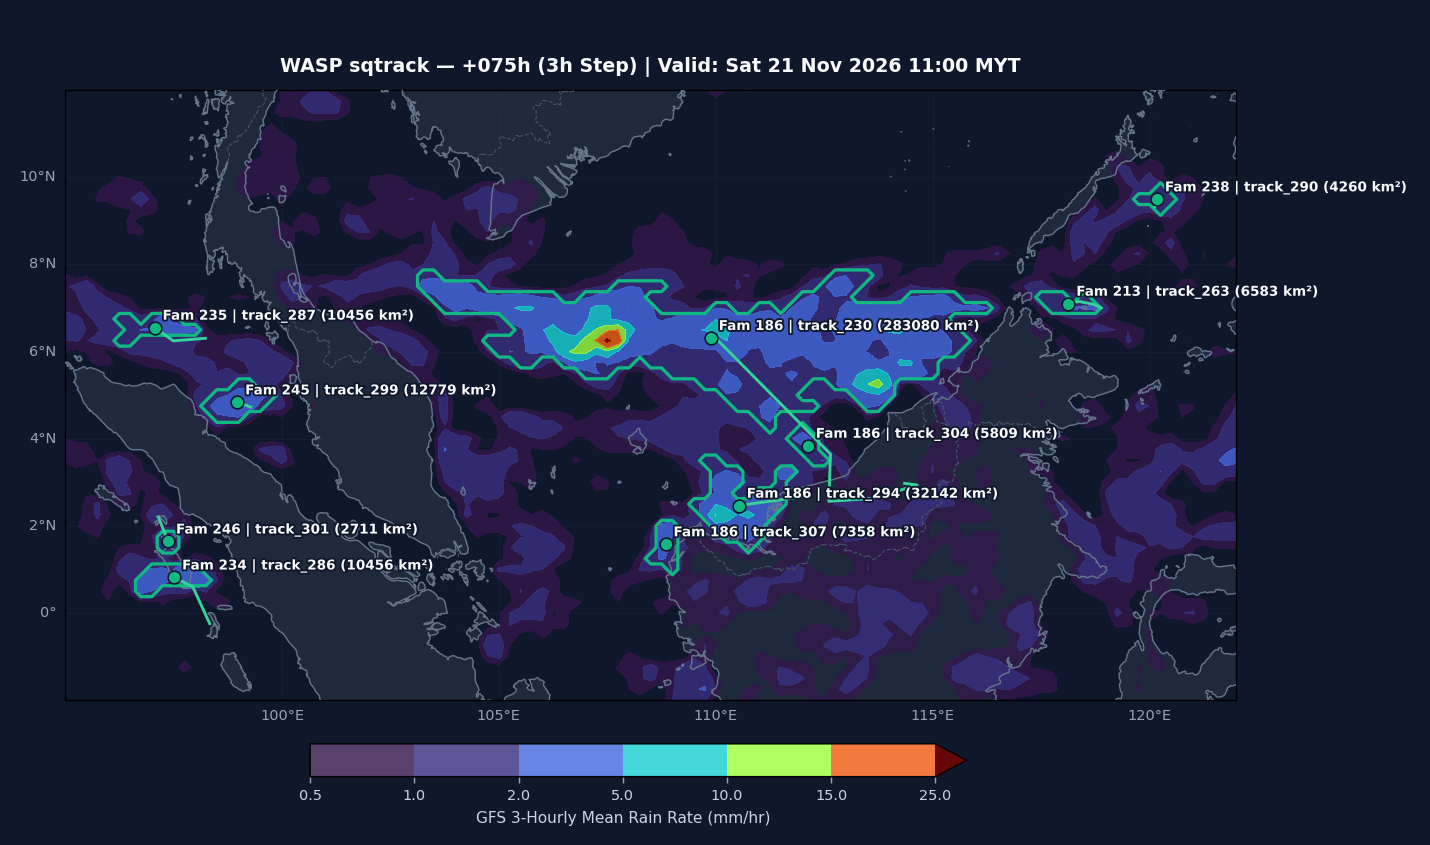 WASP sqtrack — +075h (3h Step) | Valid: Sat 21 Nov 2026 11:00 MYT
10°N
8°N
6°N
4°N
2°N
0°
Fam 238 | track_290 (4260 km²)
Fam 213 | track_263 (6583 km²)
Fam 235 | track_287 (10456 km²)
Fam 186 | track_230 (283080 km²)
Fam 245 | track_299 (12779 km²)
Fam 186 | track_304 (5809 km²)
Fam 186 | track_294 (32142 km²)
Fam 246 | track_301 (2711 km²)
Fam 186 | track_307 (7358 km²)
Fam 234 | track_286 (10456 km²)
100°E 105°E 110°E 115°E 120°E
0.5 1.0 2.0 5.0 10.0 15.0 25.0
GFS 3-Hourly Mean Rain Rate (mm/hr)